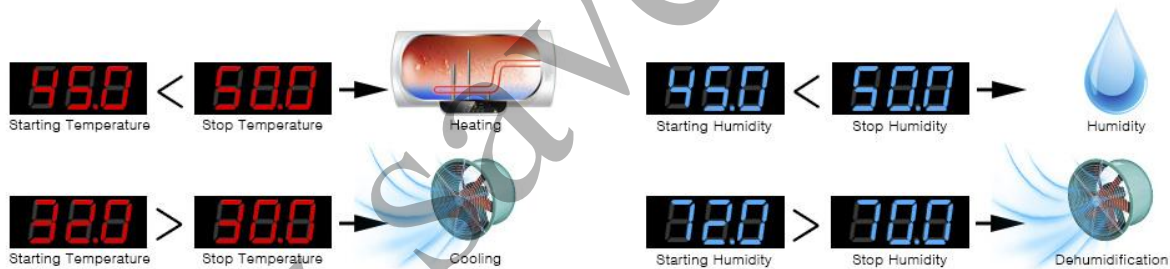 45.0 < 50.0
Starting Temperature Stop Temperature Heating
45.0 < 50.0
Starting Humidity Stop Humidity Humidity
32.0 > 30.0
Starting Temperature Stop Temperature Cooling
72.0 > 70.0
Starting Humidity Stop Humidity Dehumidification